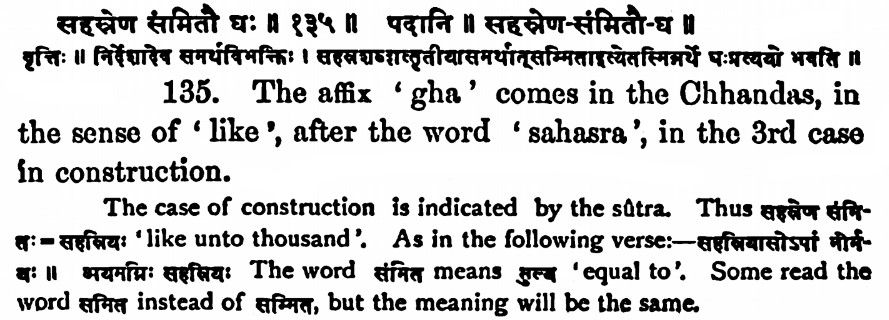 सहस्रेण संमितौ घः ॥ १३५ ॥ पदानि ॥ सहस्रेण-संमितौ-घ ॥
वृत्तिः ॥ निर्देशादेव समर्थविभक्तिः । सहस्रशब्दात्तृतीयासमर्थात्सम्मितइत्येतस्मिन्नर्थे घःप्रत्ययो भवति ॥
135. The affix ‘gha’ comes in the Chhandas, in
the sense of ‘like’, after the word ‘sahasra’, in the 3rd case
in construction.
The case of construction is indicated by the sûtra. Thus सहस्रेण संमि-
तः = सहस्रियः ‘like unto thousand’. As in the following verse:—सहस्रियासोऽपां नोर्म-
यः ॥ अयमग्निः सहस्रियः The word संमित means तुल्य ‘equal to’. Some read the
word समित instead of सम्मित, but the meaning will be the same.